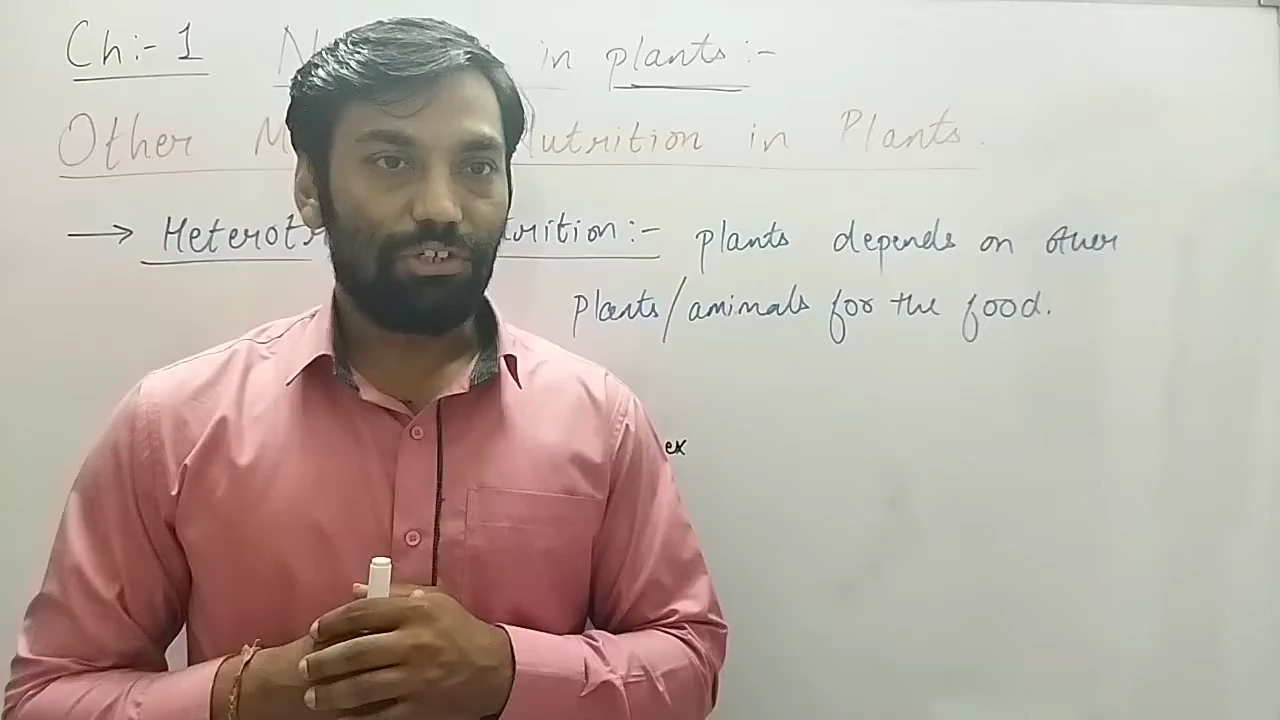 Ch:- 1 N in plants:-
Other M Nutrition in Plants.
→ Heterot trition:- plants depends on other
plants/animals for the food.
ex